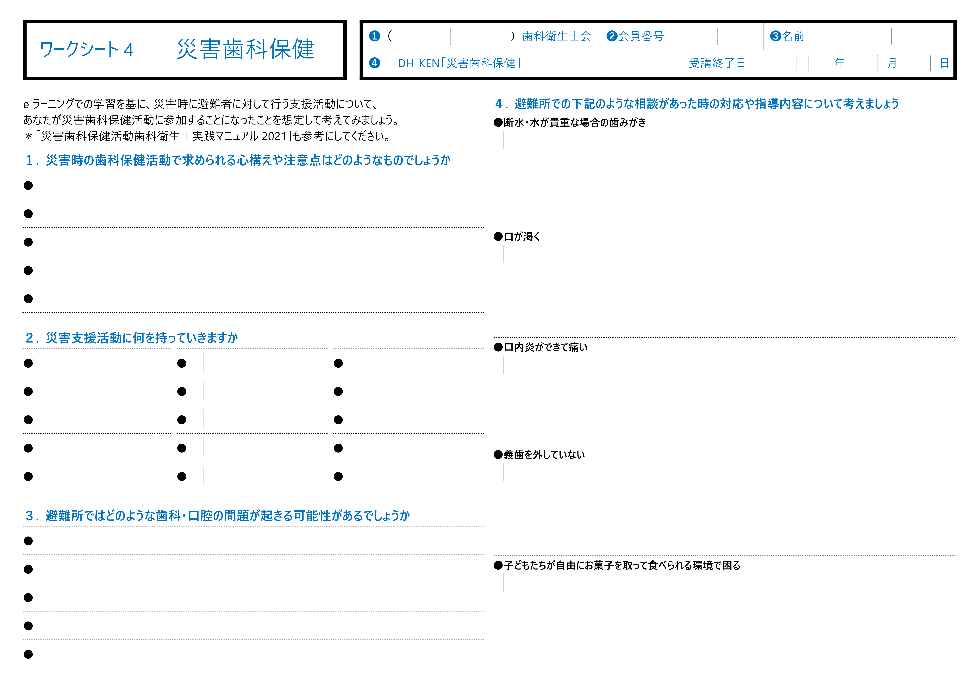 ワークシート 4　災害歯科保健
❶（　　　　）歯科衛生士会　❷会員番号　❸名前
❹　DH-KEN「災害歯科保健」　受講終了日　年　月　日
e ラーニングでの学習を基に、災害時に避難者に対して行う支援活動について、
あなたが災害歯科保健活動に参加することになったことを想定して考えてみましょう。
＊「災害歯科保健活動歯科衛生士実践マニュアル 2021」も参考にしてください。
１．災害時の歯科保健活動で求められる心構えや注意点はどのようなものでしょうか
●
●
●
●
●
２．災害支援活動に何を持っていきますか
●　●　●
●　●　●
●　●　●
●　●　●
●　●　●
３．避難所ではどのような歯科・口腔の問題が起きる可能性があるでしょうか
●
●
●
●
●
４．避難所での下記のような相談があった時の対応や指導内容について考えましょう
●断水・水が貴重な場合の歯みがき
●口が渇く
●口内炎ができて痛い
●義歯を外していない
●子どもたちが自由にお菓子を取って食べられる環境で困る